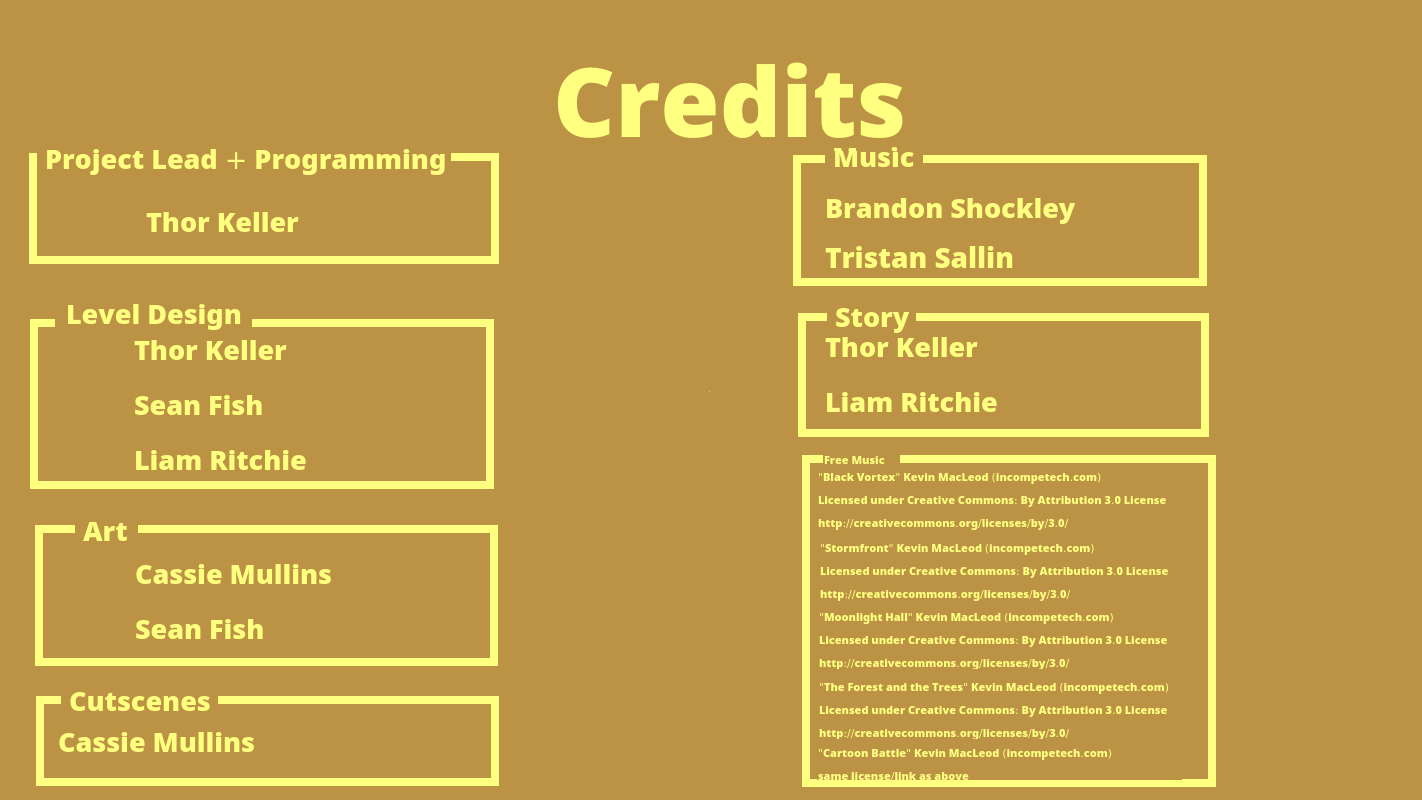 Credits
Project Lead + Programming
Thor Keller
Level Design
Thor Keller
Sean Fish
Liam Ritchie
Art
Cassie Mullins
Sean Fish
Cutscenes
Cassie Mullins
Music
Brandon Shockley
Tristan Sallin
Story
Thor Keller
Liam Ritchie
Free Music
"Black Vortex" Kevin MacLeod (incompetech.com)
Licensed under Creative Commons: By Attribution 3.0 License
http://creativecommons.org/licenses/by/3.0/
"Stormfront" Kevin MacLeod (incompetech.com)
Licensed under Creative Commons: By Attribution 3.0 License
http://creativecommons.org/licenses/by/3.0/
"Moonlight Hall" Kevin MacLeod (incompetech.com)
Licensed under Creative Commons: By Attribution 3.0 License
http://creativecommons.org/licenses/by/3.0/
"The Forest and the Trees" Kevin MacLeod (incompetech.com)
Licensed under Creative Commons: By Attribution 3.0 License
http://creativecommons.org/licenses/by/3.0/
"Cartoon Battle" Kevin MacLeod (incompetech.com)
same license/link as above